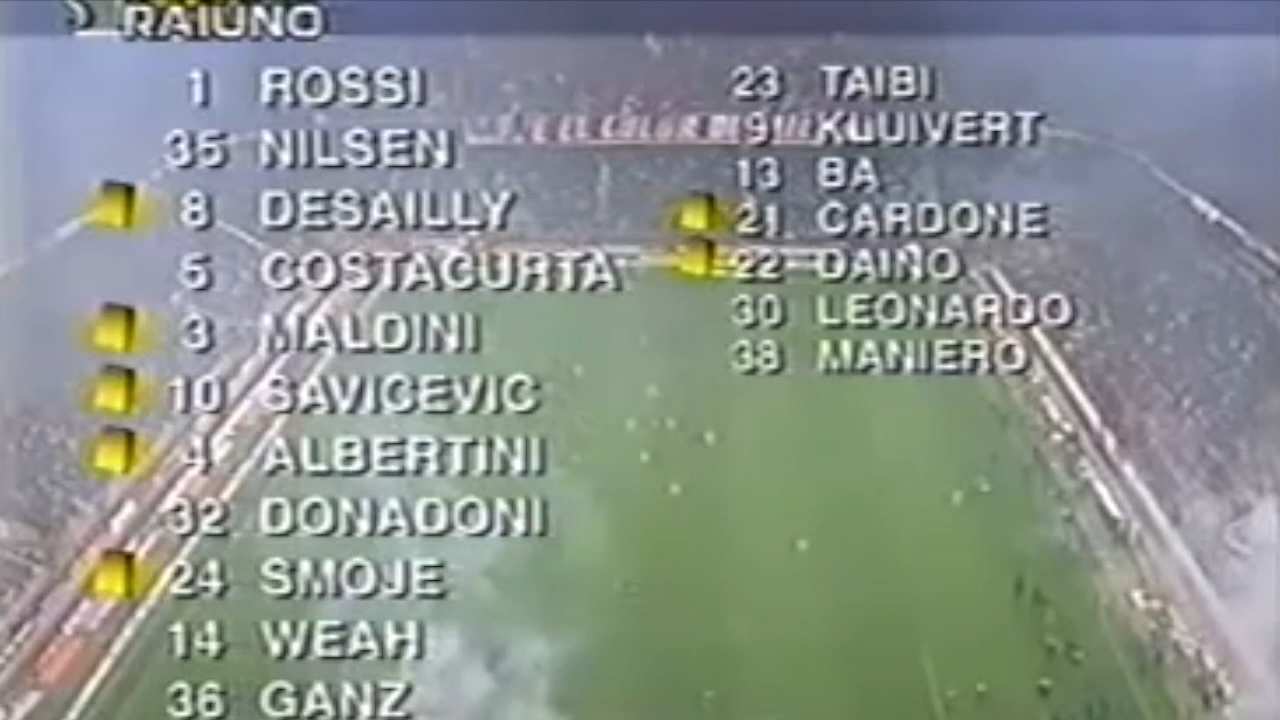 RAIUNO
1 ROSSI
35 NILSEN
8 DESAILLY
5 COSTACURTA
3 MALDINI
10 SAVICEVIC
4 ALBERTINI
32 DONADONI
24 SMOJE
14 WEAH
36 GANZ
23 TAIBI
9 KLUIVERT
13 BA
21 CARDONE
22 DAINO
30 LEONARDO
38 MANIERO